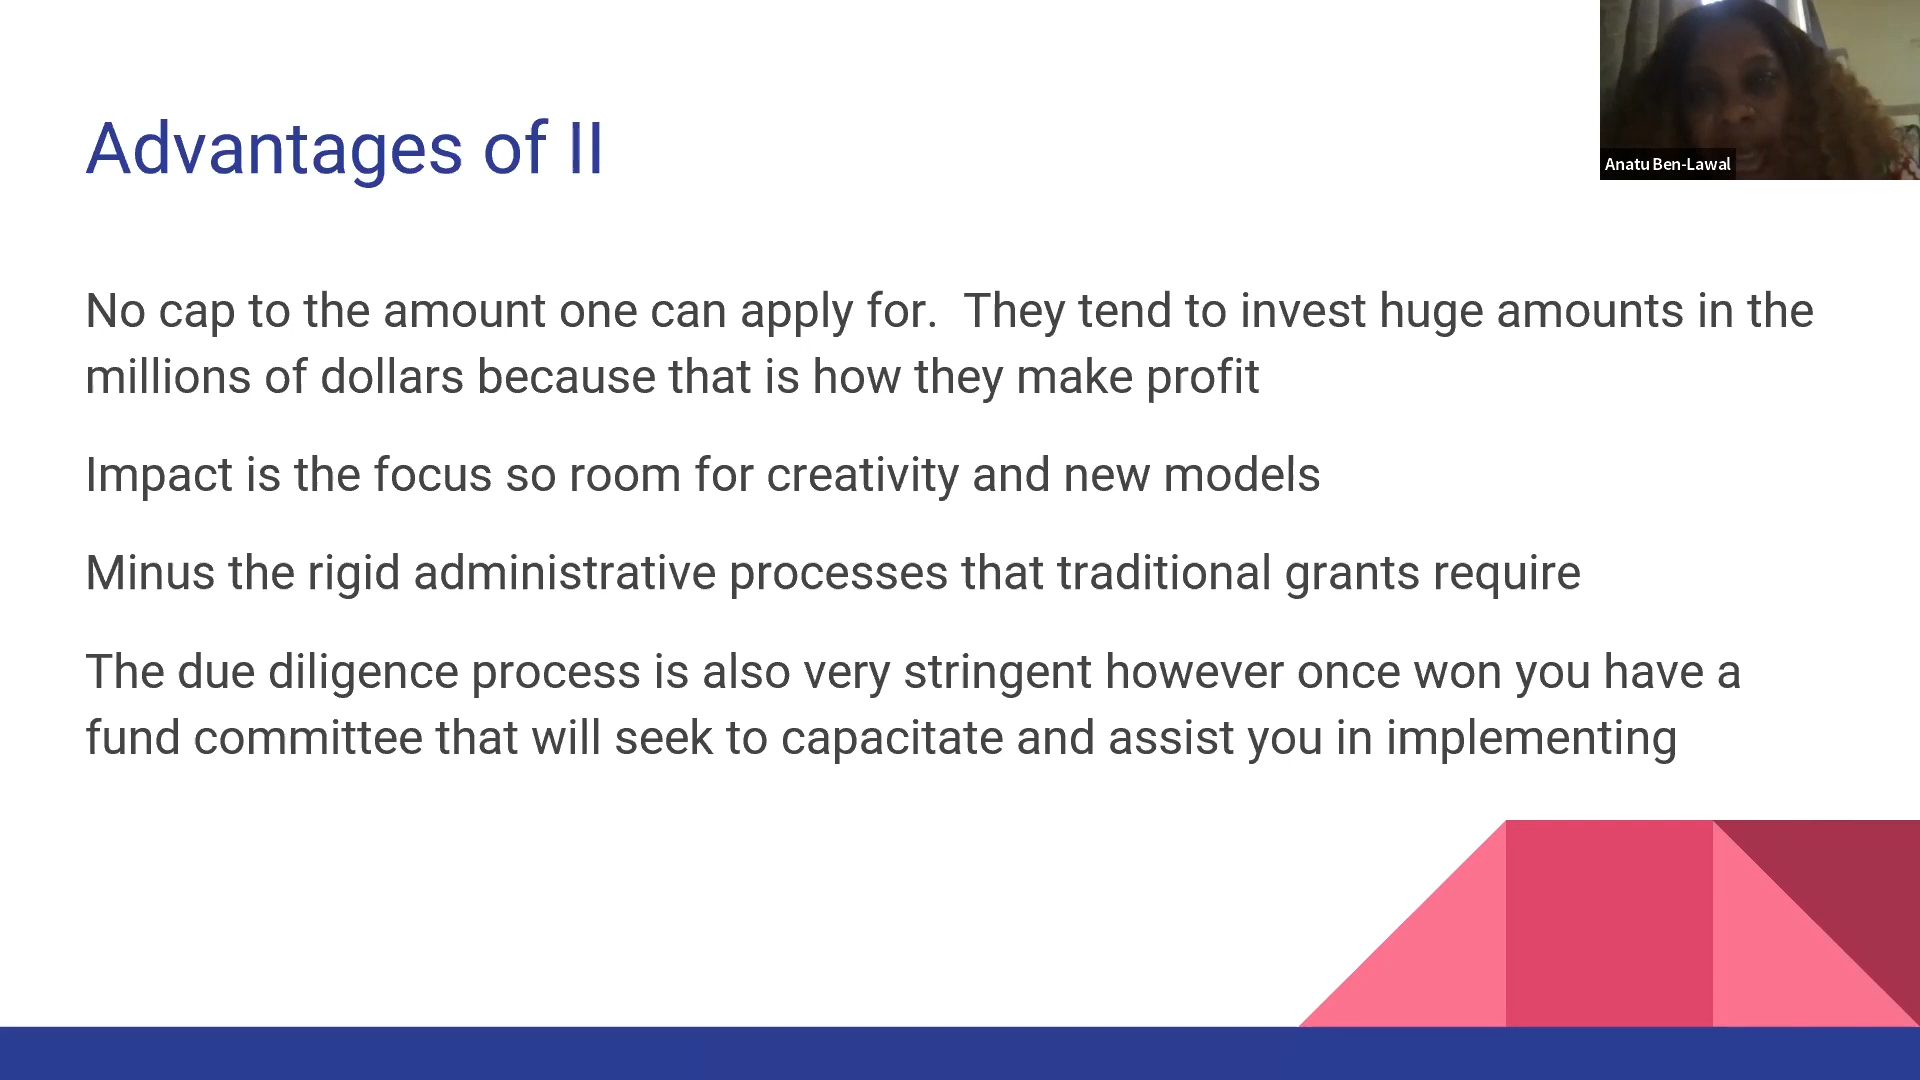 Advantages of II
Anatu Ben-Lawal
No cap to the amount one can apply for.  They tend to invest huge amounts in the
millions of dollars because that is how they make profit
Impact is the focus so room for creativity and new models
Minus the rigid administrative processes that traditional grants require
The due diligence process is also very stringent however once won you have a
fund committee that will seek to capacitate and assist you in implementing